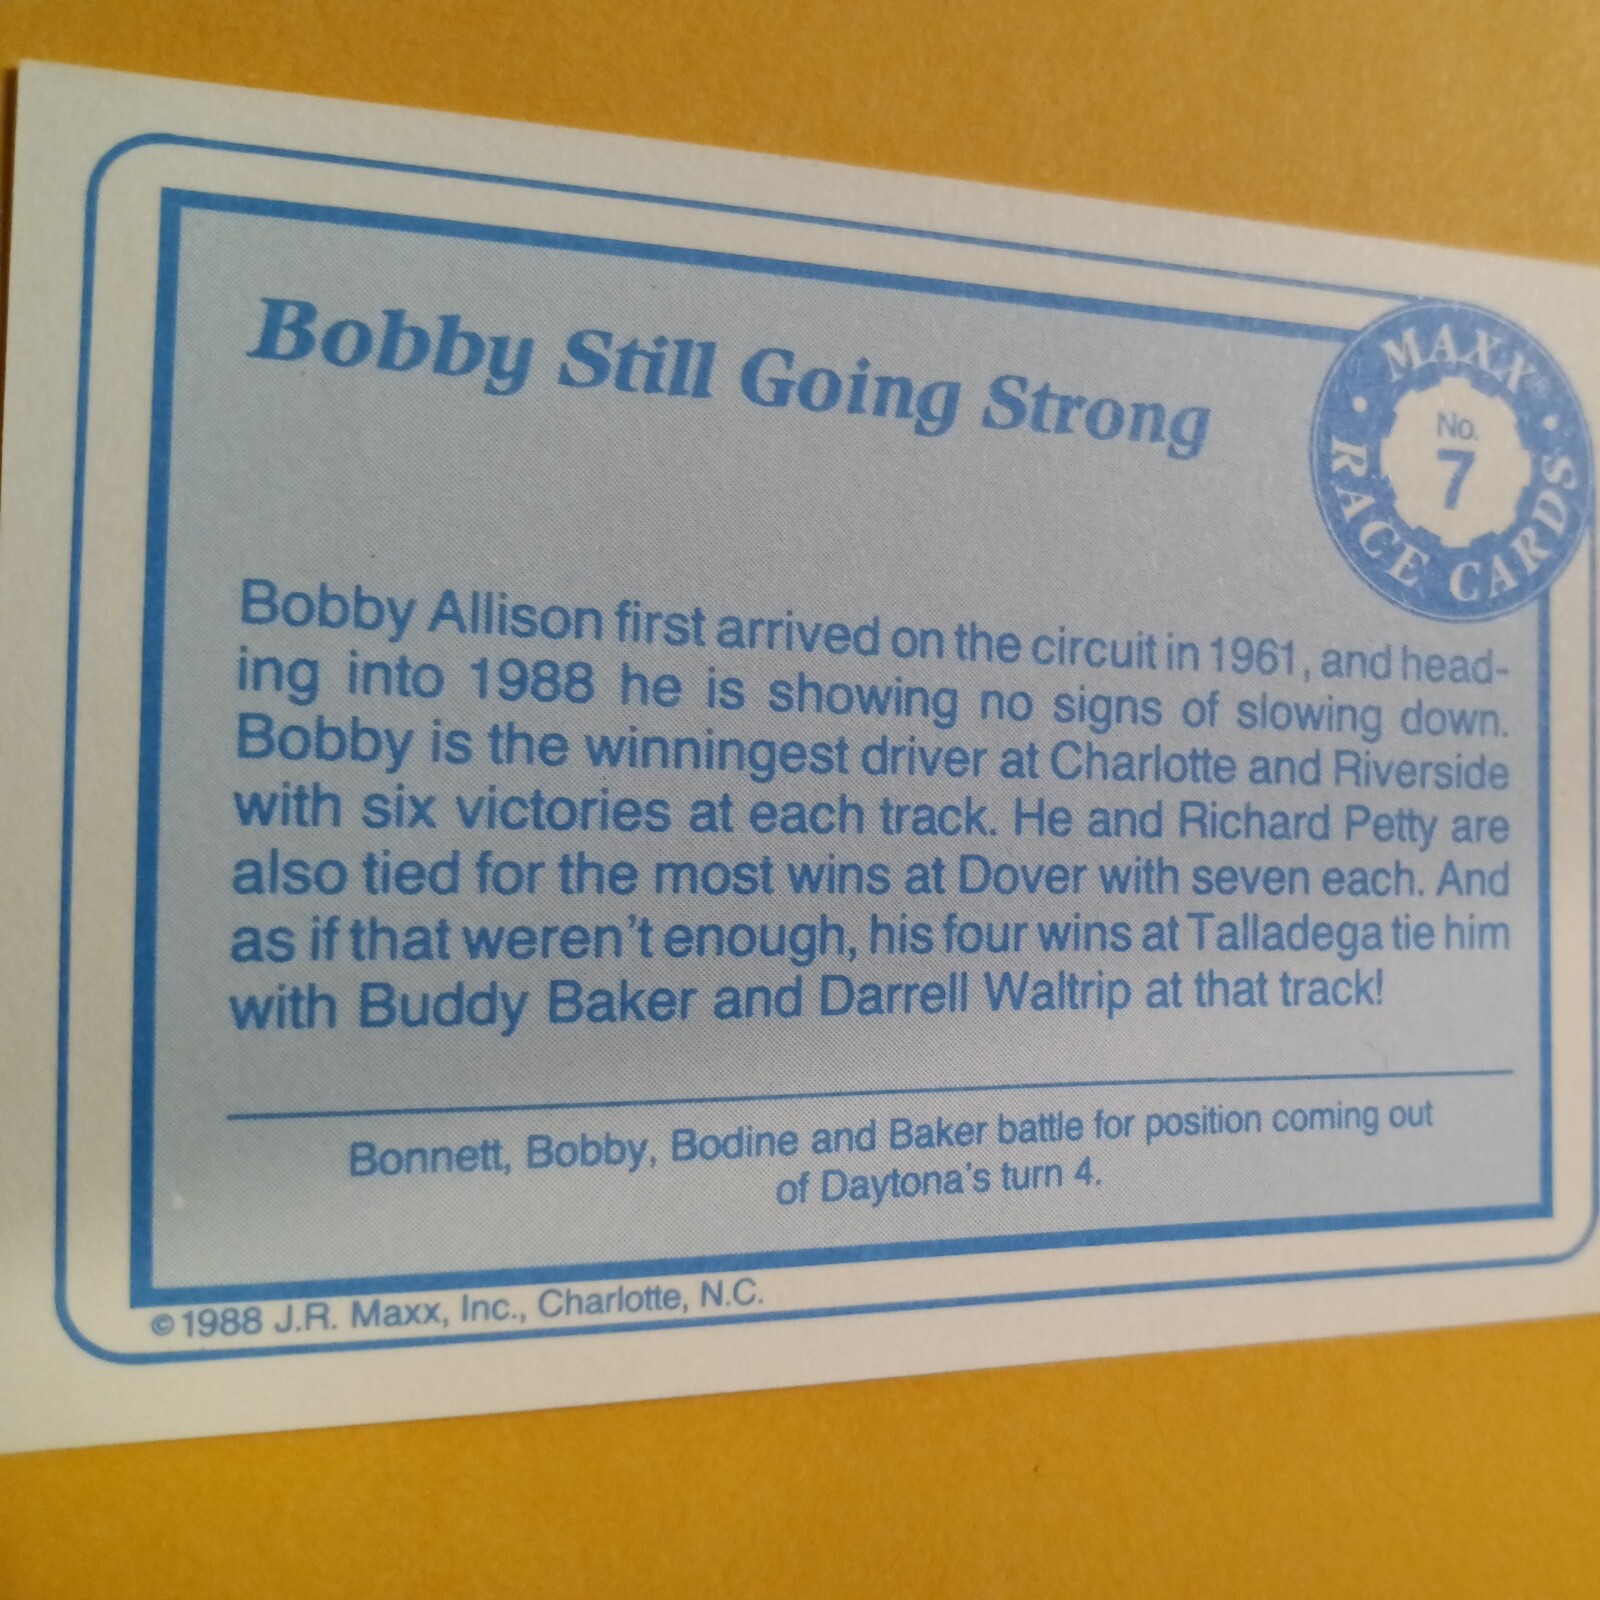 Bobby Still Going Strong
MAXX®
No.
7
RACE CARDS
Bobby Allison first arrived on the circuit in 1961, and head-
ing into 1988 he is showing no signs of slowing down.
Bobby is the winningest driver at Charlotte and Riverside
with six victories at each track. He and Richard Petty are
also tied for the most wins at Dover with seven each. And
as if that weren't enough, his four wins at Talladega tie him
with Buddy Baker and Darrell Waltrip at that track!
Bonnett, Bobby, Bodine and Baker battle for position coming out
of Daytona's turn 4.
©1988 J.R. Maxx, Inc., Charlotte, N.C.